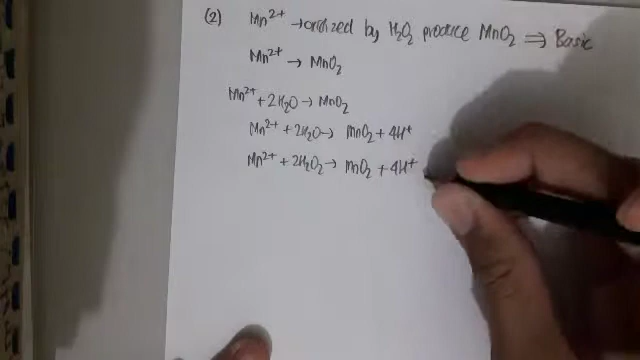 (2) Mn²⁺ → oxidized by H₂O₂ produce MnO₂ ⇒ Basic
Mn²⁺ → MnO₂
Mn²⁺ + 2H₂O → MnO₂
Mn²⁺ + 2H₂O → MnO₂ + 4H⁺
Mn²⁺ + 2H₂O₂ → MnO₂ + 4H⁺